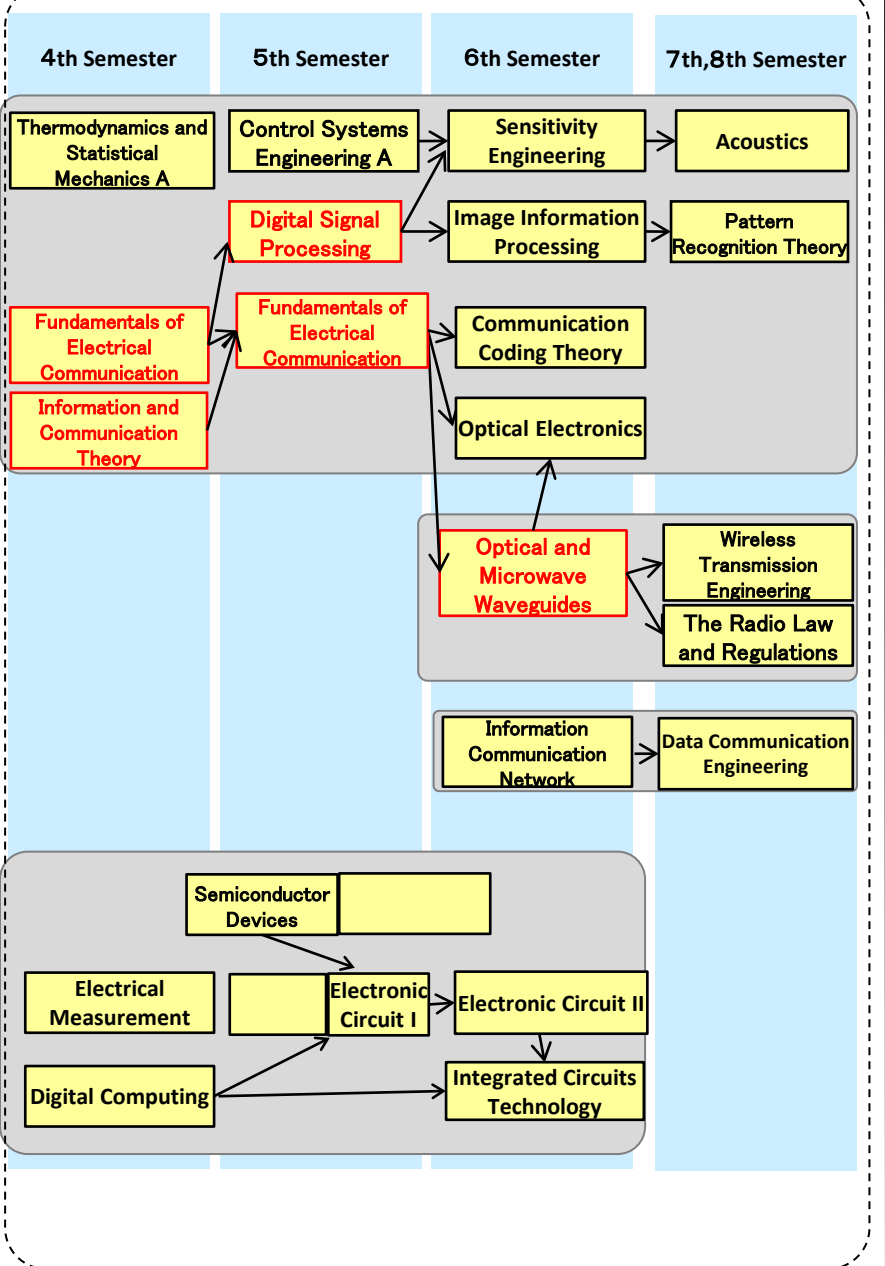 4th Semester
5th Semester
6th Semester
7th,8th Semester
Thermodynamics and
Statistical
Mechanics A
Control Systems
Engineering A
Sensitivity
Engineering
Acoustics
Digital Signal
Processing
Image Information
Processing
Pattern
Recognition Theory
Fundamentals of
Electrical
Communication
Fundamentals of
Electrical
Communication
Communication
Coding Theory
Information and
Communication
Theory
Optical Electronics
Optical and
Microwave
Waveguides
Wireless
Transmission
Engineering
The Radio Law
and Regulations
Information
Communication
Network
Data Communication
Engineering
Semiconductor
Devices
Electrical
Measurement
Electronic
Circuit I
Electronic Circuit II
Digital Computing
Integrated Circuits
Technology